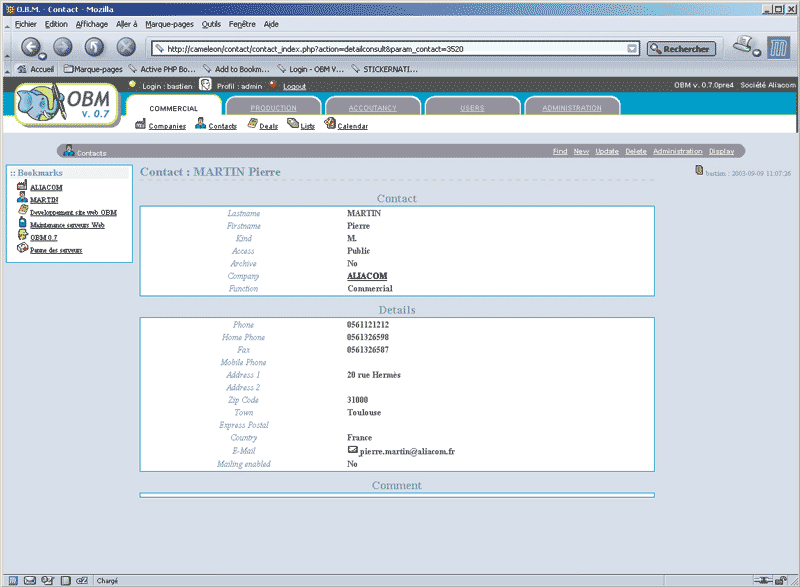 O.B.M. - Contact - Mozilla
Fichier Edition Affichage Aller à Marque-pages Outils Fenêtre Aide
http://cameleon/contact/contact_index.php?action=detailconsult&param_contact=3520 Rechercher
Accueil Marque-pages Active PHP Bo... Add to Bookm... Login - OBM V... STICKERNATI...
Login : bastien Profil : admin Logout OBM v. 0.7.0pre4 Société Aliacom
OBM v. 0.7
COMMERCIAL PRODUCTION ACCOUTANCY USERS ADMINISTRATION
Companies Contacts Deals Lists Calendar
Contacts Find New Update Delete Administration Display
:: Bookmarks
ALIACOM
MARTIN
Developpement site web OBM
Maintenance serveurs Web
OBM 0.7
Panne des serveurs
Contact : MARTIN Pierre
bastien : 2003-09-09 11:07:26
Contact
Lastname MARTIN
Firstname Pierre
Kind M.
Access Public
Archive No
Company ALIACOM
Function Commercial
Details
Phone 0561121212
Home Phone 0561326598
Fax 0561326587
Mobile Phone
Address 1 20 rue Hermès
Address 2
Zip Code 31000
Town Toulouse
Express Postal
Country France
E-Mail pierre.martin@aliacom.fr
Mailing enabled No
Comment
Chargé